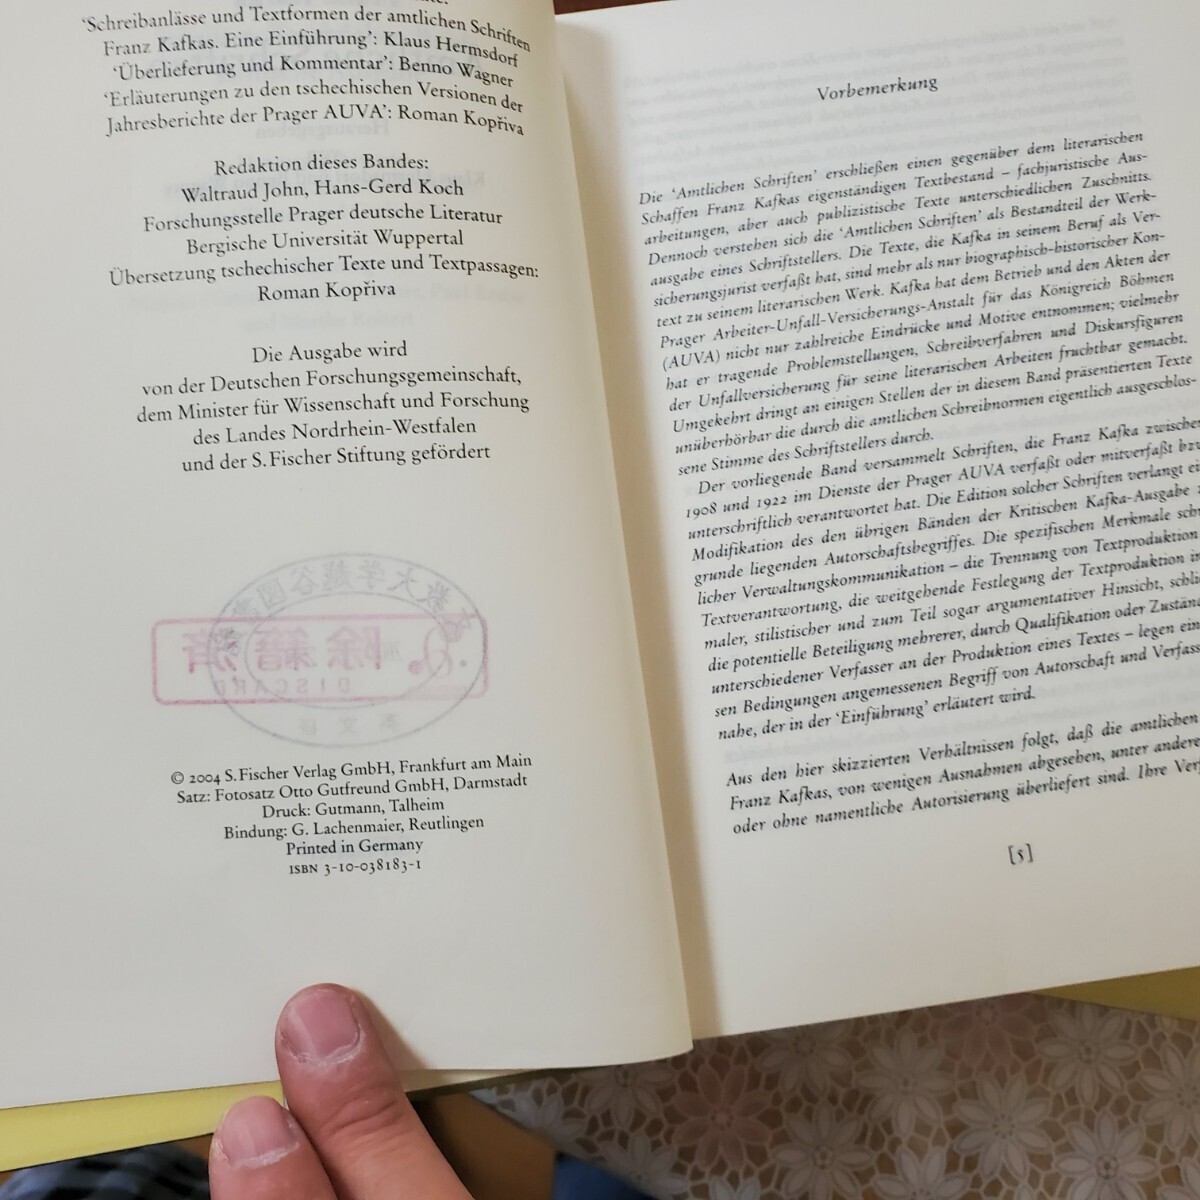 'Schreibanlässe und Textformen der amtlichen Schriften
Franz Kafkas. Eine Einführung': Klaus Hermsdorf
'Überlieferung und Kommentar': Benno Wagner
'Erläuterungen zu den tschechischen Versionen der
Jahresberichte der Prager AUVA': Roman Kopřiva
Redaktion dieses Bandes:
Waltraud John, Hans-Gerd Koch
Forschungsstelle Prager deutsche Literatur
Bergische Universität Wuppertal
Übersetzung tschechischer Texte und Textpassagen:
Roman Kopřiva
Die Ausgabe wird
von der Deutschen Forschungsgemeinschaft,
dem Minister für Wissenschaft und Forschung
des Landes Nordrhein-Westfalen
und der S. Fischer Stiftung gefördert
除籍済
DISCARD
© 2004 S. Fischer Verlag GmbH, Frankfurt am Main
Satz: Fotosatz Otto Gutfreund GmbH, Darmstadt
Druck: Gutmann, Talheim
Bindung: G. Lachenmaier, Reutlingen
Printed in Germany
ISBN 3-10-038183-1
Vorbemerkung
Die 'Amtlichen Schriften' erschließen einen gegenüber dem literarischen
Schaffen Franz Kafkas eigenständigen Textbestand – fachjuristische Aus-
arbeitungen, aber auch publizistische Texte unterschiedlichen Zuschnitts.
Dennoch verstehen sich die 'Amtlichen Schriften' als Bestandteil der Werk-
ausgabe eines Schriftstellers. Die Texte, die Kafka in seinem Beruf als Ver-
sicherungsjurist verfaßt hat, sind mehr als nur biographisch-historischer Kon-
text zu seinem literarischen Werk. Kafka hat dem Betrieb und den Akten der
Prager Arbeiter-Unfall-Versicherungs-Anstalt für das Königreich Böhmen
(AUVA) nicht nur zahlreiche Eindrücke und Motive entnommen; vielmehr
hat er tragende Problemstellungen, Schreibverfahren und Diskursfiguren
der Unfallversicherung für seine literarischen Arbeiten fruchtbar gemacht.
Umgekehrt dringt an einigen Stellen der in diesem Band präsentierten Texte
unüberhörbar die durch die amtlichen Schreibnormen eigentlich ausgeschlos-
sene Stimme des Schriftstellers durch.
Der vorliegende Band versammelt Schriften, die Franz Kafka zwischen
1908 und 1922 im Dienste der Prager AUVA verfaßt oder mitverfaßt bzw
unterschriftlich verantwortet hat. Die Edition solcher Schriften verlangt ei
Modifikation des den übrigen Bänden der Kritischen Kafka-Ausgabe z
grunde liegenden Autorschaftsbegriffes. Die spezifischen Merkmale schr
licher Verwaltungskommunikation – die Trennung von Textproduktion
Textverantwortung, die weitgehende Festlegung der Textproduktion in
maler, stilistischer und zum Teil sogar argumentativer Hinsicht, schli
die potentielle Beteiligung mehrerer, durch Qualifikation oder Zustän
unterschiedener Verfasser an der Produktion eines Textes – legen ein
sen Bedingungen angemessenen Begriff von Autorschaft und Verfass
nahe, der in der 'Einführung' erläutert wird.
Aus den hier skizzierten Verhältnissen folgt, daß die amtlichen
Franz Kafkas, von wenigen Ausnahmen abgesehen, unter andere
oder ohne namentliche Autorisierung überliefert sind. Ihre Verf
[5]